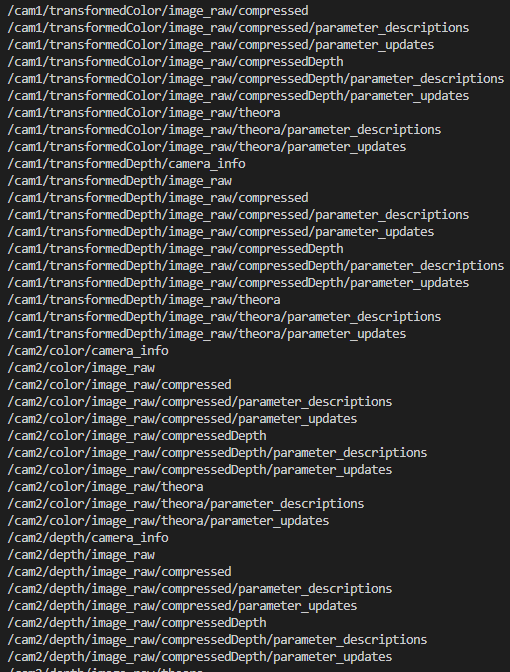 /cam1/transformedColor/image_raw/compressed
/cam1/transformedColor/image_raw/compressed/parameter_descriptions
/cam1/transformedColor/image_raw/compressed/parameter_updates
/cam1/transformedColor/image_raw/compressedDepth
/cam1/transformedColor/image_raw/compressedDepth/parameter_descriptions
/cam1/transformedColor/image_raw/compressedDepth/parameter_updates
/cam1/transformedColor/image_raw/theora
/cam1/transformedColor/image_raw/theora/parameter_descriptions
/cam1/transformedColor/image_raw/theora/parameter_updates
/cam1/transformedDepth/camera_info
/cam1/transformedDepth/image_raw
/cam1/transformedDepth/image_raw/compressed
/cam1/transformedDepth/image_raw/compressed/parameter_descriptions
/cam1/transformedDepth/image_raw/compressed/parameter_updates
/cam1/transformedDepth/image_raw/compressedDepth
/cam1/transformedDepth/image_raw/compressedDepth/parameter_descriptions
/cam1/transformedDepth/image_raw/compressedDepth/parameter_updates
/cam1/transformedDepth/image_raw/theora
/cam1/transformedDepth/image_raw/theora/parameter_descriptions
/cam1/transformedDepth/image_raw/theora/parameter_updates
/cam2/color/camera_info
/cam2/color/image_raw
/cam2/color/image_raw/compressed
/cam2/color/image_raw/compressed/parameter_descriptions
/cam2/color/image_raw/compressed/parameter_updates
/cam2/color/image_raw/compressedDepth
/cam2/color/image_raw/compressedDepth/parameter_descriptions
/cam2/color/image_raw/compressedDepth/parameter_updates
/cam2/color/image_raw/theora
/cam2/color/image_raw/theora/parameter_descriptions
/cam2/color/image_raw/theora/parameter_updates
/cam2/depth/camera_info
/cam2/depth/image_raw
/cam2/depth/image_raw/compressed
/cam2/depth/image_raw/compressed/parameter_descriptions
/cam2/depth/image_raw/compressed/parameter_updates
/cam2/depth/image_raw/compressedDepth
/cam2/depth/image_raw/compressedDepth/parameter_descriptions
/cam2/depth/image_raw/compressedDepth/parameter_updates
/cam2/depth/image_raw/theora